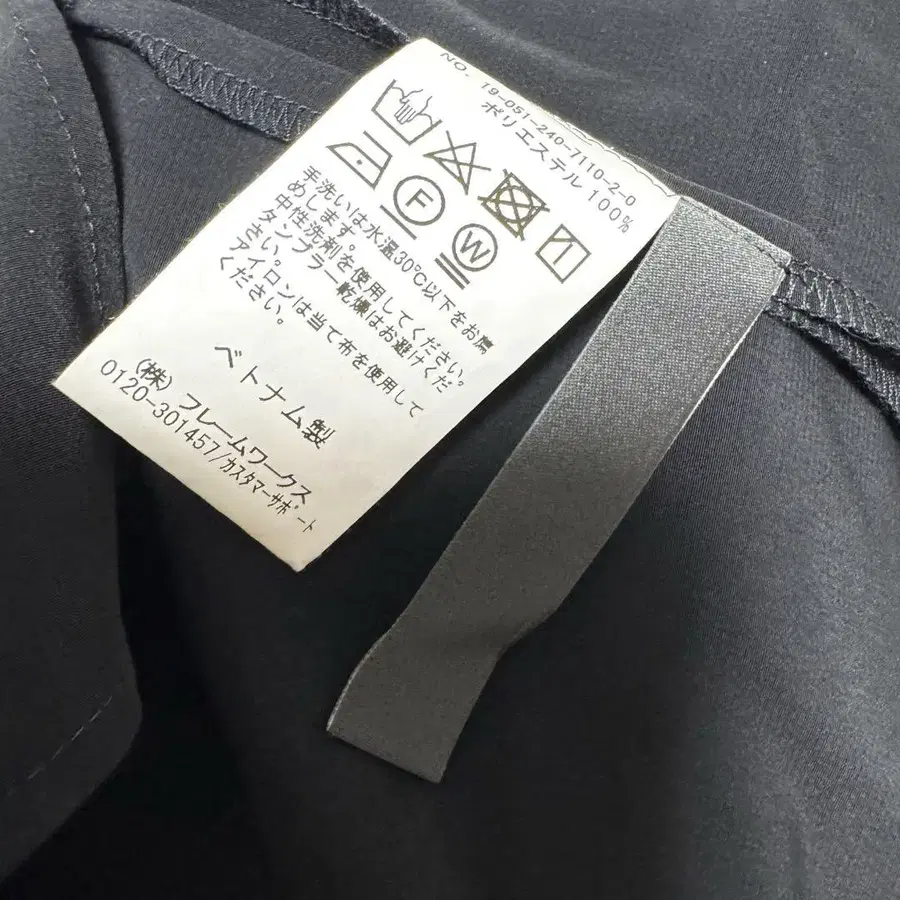 NO. 19-051-240-7110-2-0
ポリエステル 100%
F
W
手洗いは水温30℃以下をお薦
めします。
中性洗剤を使用してください。
タンブラー乾燥はお避けくだ
さい。
アイロンは当て布を使用して
ください。
ベトナム製
(株) フレームワークス
0120-301457/カスタマーサポート